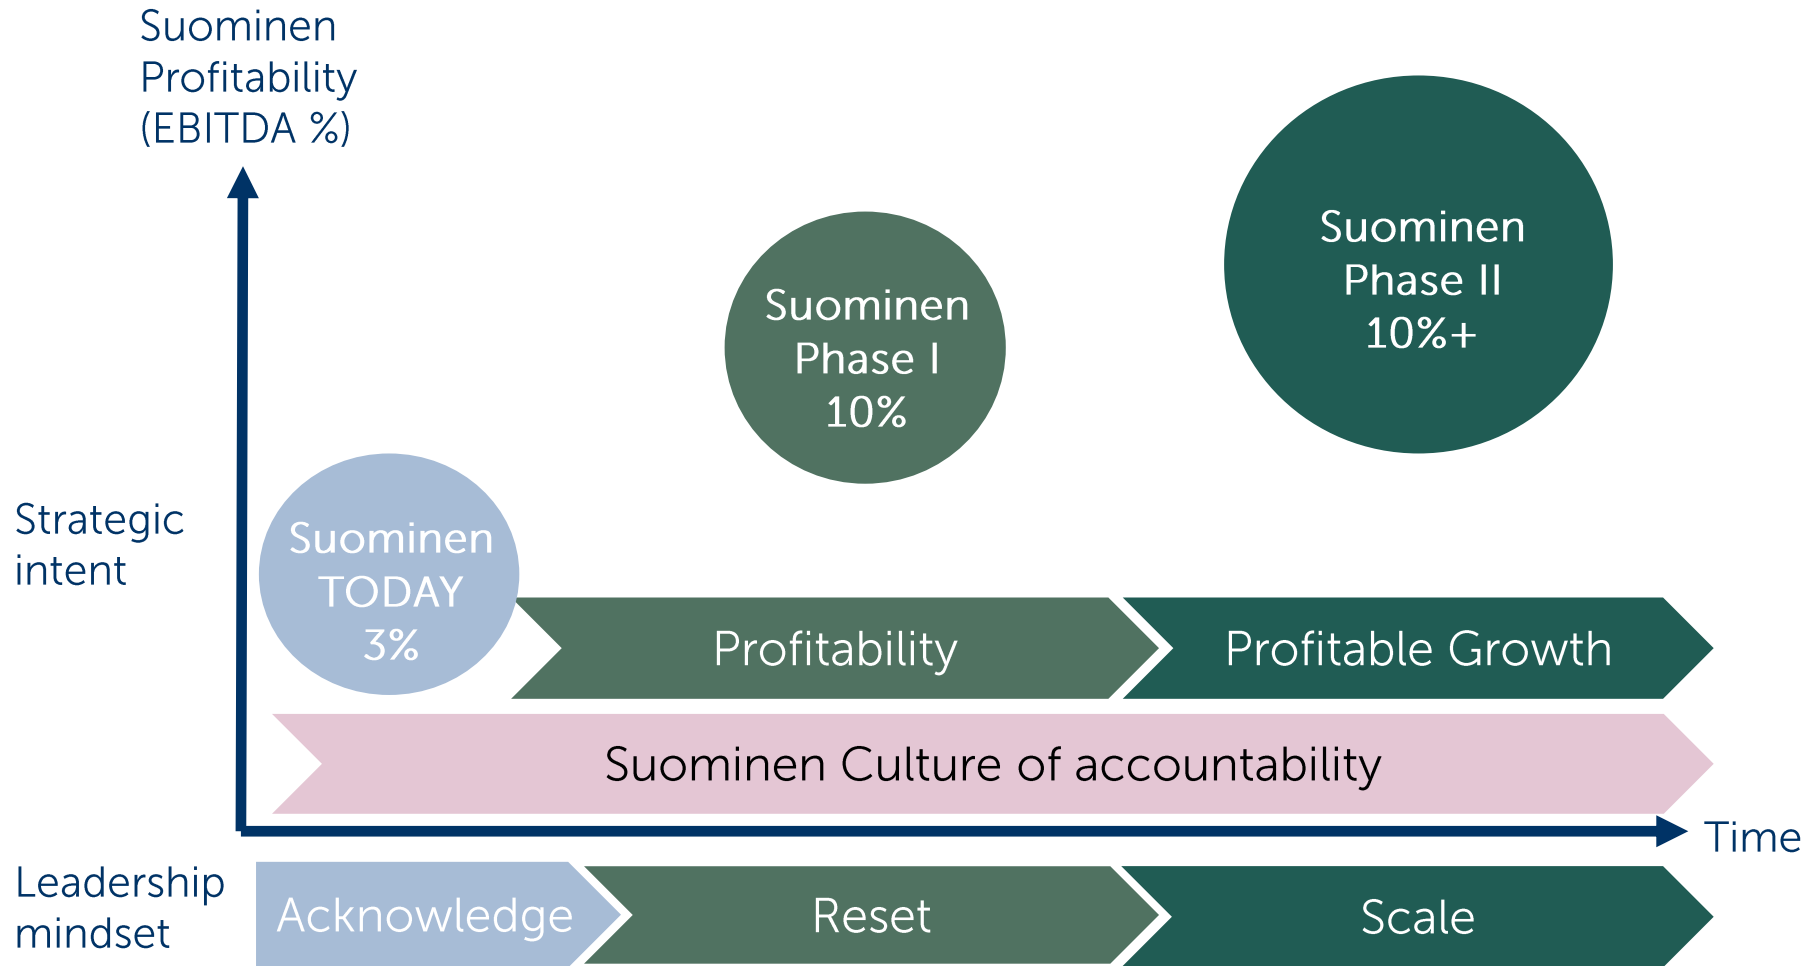 Suominen
Profitability
(EBITDA %)
Suominen
Phase II
10%+
Suominen
Phase I
10%
Strategic
intent
Suominen
TODAY
3%
Profitability
Profitable Growth
Suominen Culture of accountability
Time
Leadership
mindset
Acknowledge
Reset
Scale